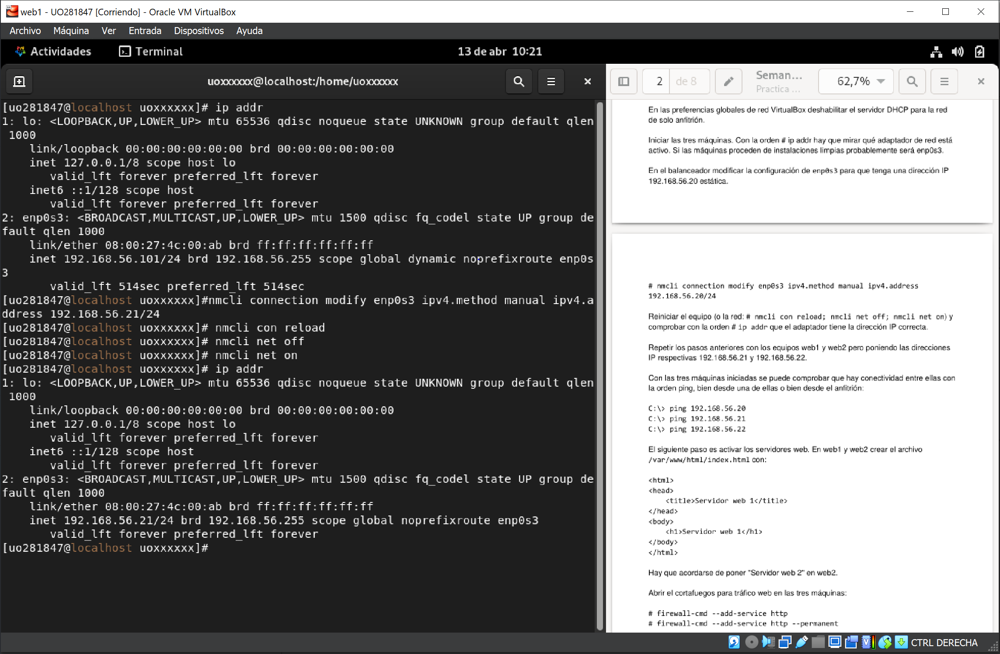 web1 - UO281847 [Corriendo] - Oracle VM VirtualBox
Archivo Máquina Ver Entrada Dispositivos Ayuda
Actividades Terminal 13 de abr 10:21
uoxxxxxx@localhost:/home/uoxxxxxx
[uo281847@localhost uoxxxxxx]# ip addr
1: lo: <LOOPBACK,UP,LOWER_UP> mtu 65536 qdisc noqueue state UNKNOWN group default qlen
1000
link/loopback 00:00:00:00:00:00 brd 00:00:00:00:00:00
inet 127.0.0.1/8 scope host lo
valid_lft forever preferred_lft forever
inet6 ::1/128 scope host
valid_lft forever preferred_lft forever
2: enp0s3: <BROADCAST,MULTICAST,UP,LOWER_UP> mtu 1500 qdisc fq_codel state UP group de
fault qlen 1000
link/ether 08:00:27:4c:00:ab brd ff:ff:ff:ff:ff:ff
inet 192.168.56.101/24 brd 192.168.56.255 scope global dynamic noprefixroute enp0s
3
valid_lft 514sec preferred_lft 514sec
[uo281847@localhost uoxxxxxx]#nmcli connection modify enp0s3 ipv4.method manual ipv4.a
ddress 192.168.56.21/24
[uo281847@localhost uoxxxxxx]# nmcli con reload
[uo281847@localhost uoxxxxxx]# nmcli net off
[uo281847@localhost uoxxxxxx]# nmcli net on
[uo281847@localhost uoxxxxxx]# ip addr
1: lo: <LOOPBACK,UP,LOWER_UP> mtu 65536 qdisc noqueue state UNKNOWN group default qlen
1000
link/loopback 00:00:00:00:00:00 brd 00:00:00:00:00:00
inet 127.0.0.1/8 scope host lo
valid_lft forever preferred_lft forever
inet6 ::1/128 scope host
valid_lft forever preferred_lft forever
2: enp0s3: <BROADCAST,MULTICAST,UP,LOWER_UP> mtu 1500 qdisc fq_codel state UP group de
fault qlen 1000
link/ether 08:00:27:4c:00:ab brd ff:ff:ff:ff:ff:ff
inet 192.168.56.21/24 brd 192.168.56.255 scope global noprefixroute enp0s3
valid_lft forever preferred_lft forever
[uo281847@localhost uoxxxxxx]#
2 de 8 Seman... 62,7%
Practica ...
En las preferencias globales de red VirtualBox deshabilitar el servidor DHCP para la red
de solo anfitrión.
Iniciar las tres máquinas. Con la orden # ip addr hay que mirar qué adaptador de red está
activo. Si las máquinas proceden de instalaciones limpias probablemente será enp0s3.
En el balanceador modificar la configuración de enp0s3 para que tenga una dirección IP
192.168.56.20 estática.
# nmcli connection modify enp0s3 ipv4.method manual ipv4.address
192.168.56.20/24
Reiniciar el equipo (o la red: # nmcli con reload; nmcli net off; nmcli net on) y
comprobar con la orden # ip addr que el adaptador tiene la dirección IP correcta.
Repetir los pasos anteriores con los equipos web1 y web2 pero poniendo las direcciones
IP respectivas 192.168.56.21 y 192.168.56.22.
Con las tres máquinas iniciadas se puede comprobar que hay conectividad entre ellas con
la orden ping, bien desde una de ellas o bien desde el anfitrión:
C:\> ping 192.168.56.20
C:\> ping 192.168.56.21
C:\> ping 192.168.56.22
El siguiente paso es activar los servidores web. En web1 y web2 crear el archivo
/var/www/html/index.html con:
<html>
<head>
<title>Servidor web 1</title>
</head>
<body>
<h1>Servidor web 1</h1>
</body>
</html>
Hay que acordarse de poner "Servidor web 2" en web2.
Abrir el cortafuegos para tráfico web en las tres máquinas:
# firewall-cmd --add-service http
# firewall-cmd --add-service http --permanent
CTRL DERECHA